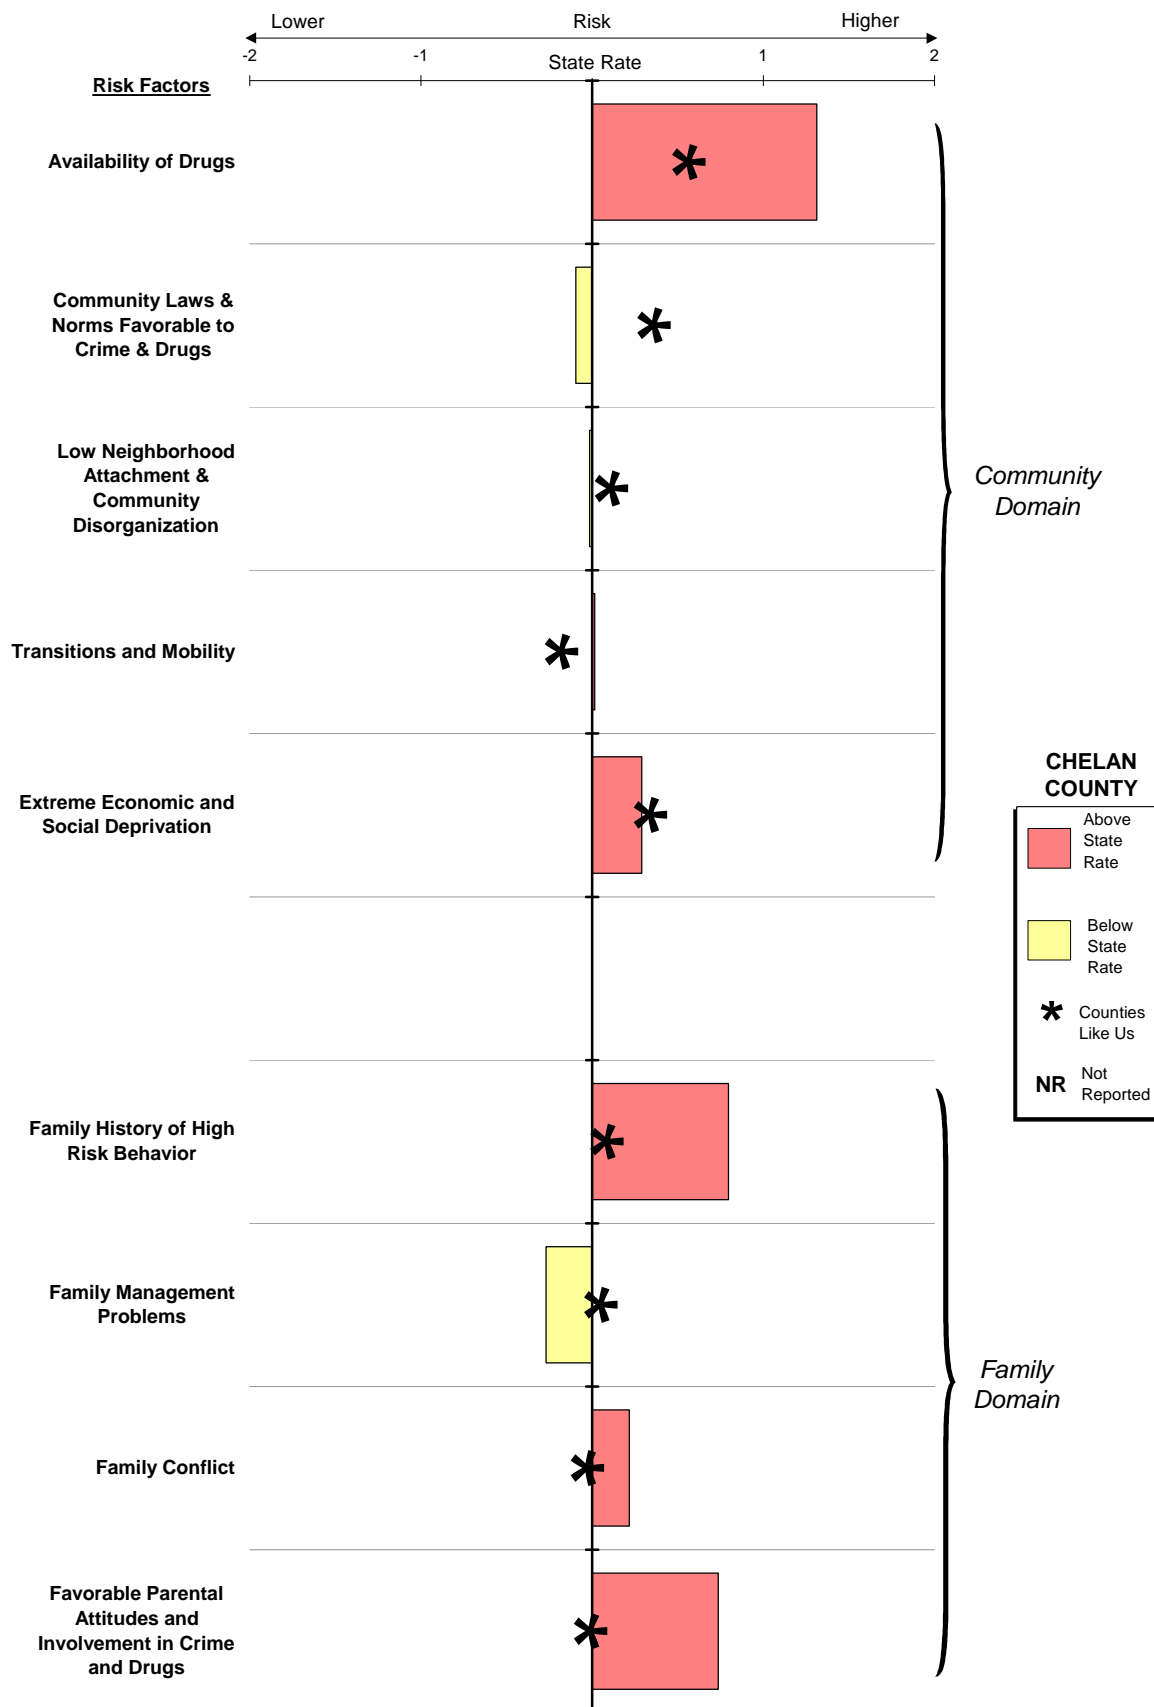 Lower Risk Higher
-2 -1 State Rate 1 2
Risk Factors
Availability of Drugs
Community Laws &
Norms Favorable to
Crime & Drugs
Low Neighborhood
Attachment &
Community
Disorganization
Transitions and Mobility
Extreme Economic and
Social Deprivation
Community
Domain
CHELAN
COUNTY
Above
State
Rate
Below
State
Rate
* Counties
Like Us
NR Not
Reported
Family History of High
Risk Behavior
Family Management
Problems
Family Conflict
Favorable Parental
Attitudes and
Involvement in Crime
and Drugs
Family
Domain